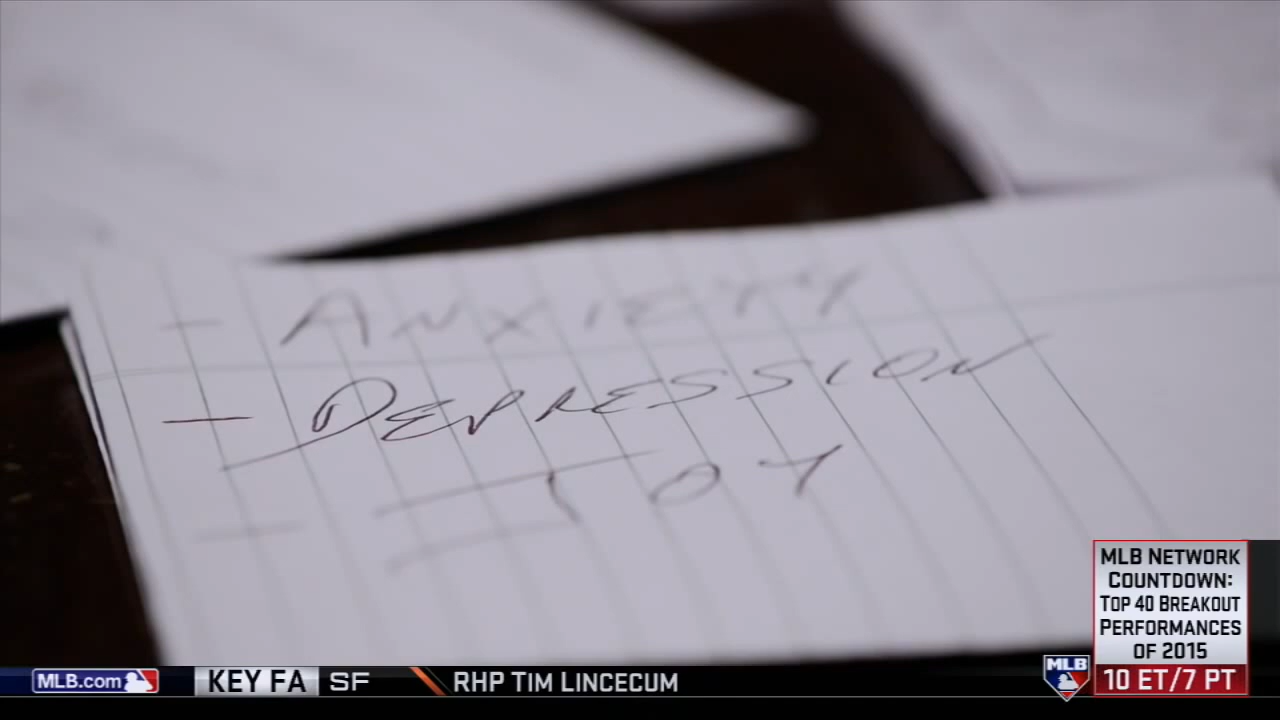 - ANXIETY
- DEPRESSION
- JOY
MLB NETWORK
COUNTDOWN:
TOP 40 BREAKOUT
PERFORMANCES
OF 2015
MLB
10 ET/7 PT
MLB.com
KEY FA
SF
RHP TIM LINCECUM